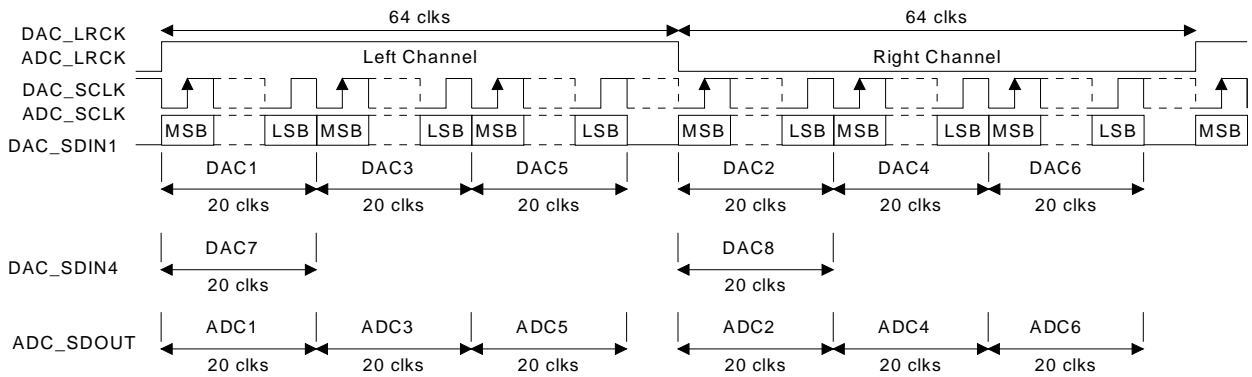 64 clks 64 clks
DAC_LRCK
ADC_LRCK Left Channel Right Channel
DAC_SCLK
ADC_SCLK
DAC_SDIN1 MSB LSB MSB LSB MSB LSB MSB LSB MSB LSB MSB LSB MSB
DAC1 DAC3 DAC5 DAC2 DAC4 DAC6
20 clks 20 clks 20 clks 20 clks 20 clks 20 clks
DAC7 DAC8
DAC_SDIN4
20 clks 20 clks
ADC1 ADC3 ADC5 ADC2 ADC4 ADC6
ADC_SDOUT
20 clks 20 clks 20 clks 20 clks 20 clks 20 clks